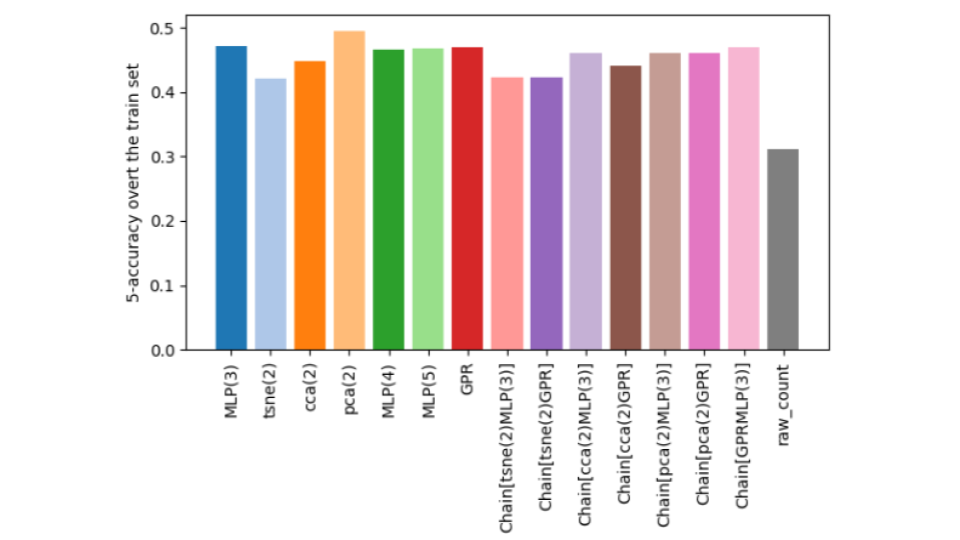 5-accuracy overt the train set
0.5
0.4
0.3
0.2
0.1
0.0
MLP(3)
tsne(2)
cca(2)
pca(2)
MLP(4)
MLP(5)
GPR
Chain[tsne(2)MLP(3)]
Chain[tsne(2)GPR]
Chain[cca(2)MLP(3)]
Chain[cca(2)GPR]
Chain[pca(2)MLP(3)]
Chain[pca(2)GPR]
Chain[GPRMLP(3)]
raw_count